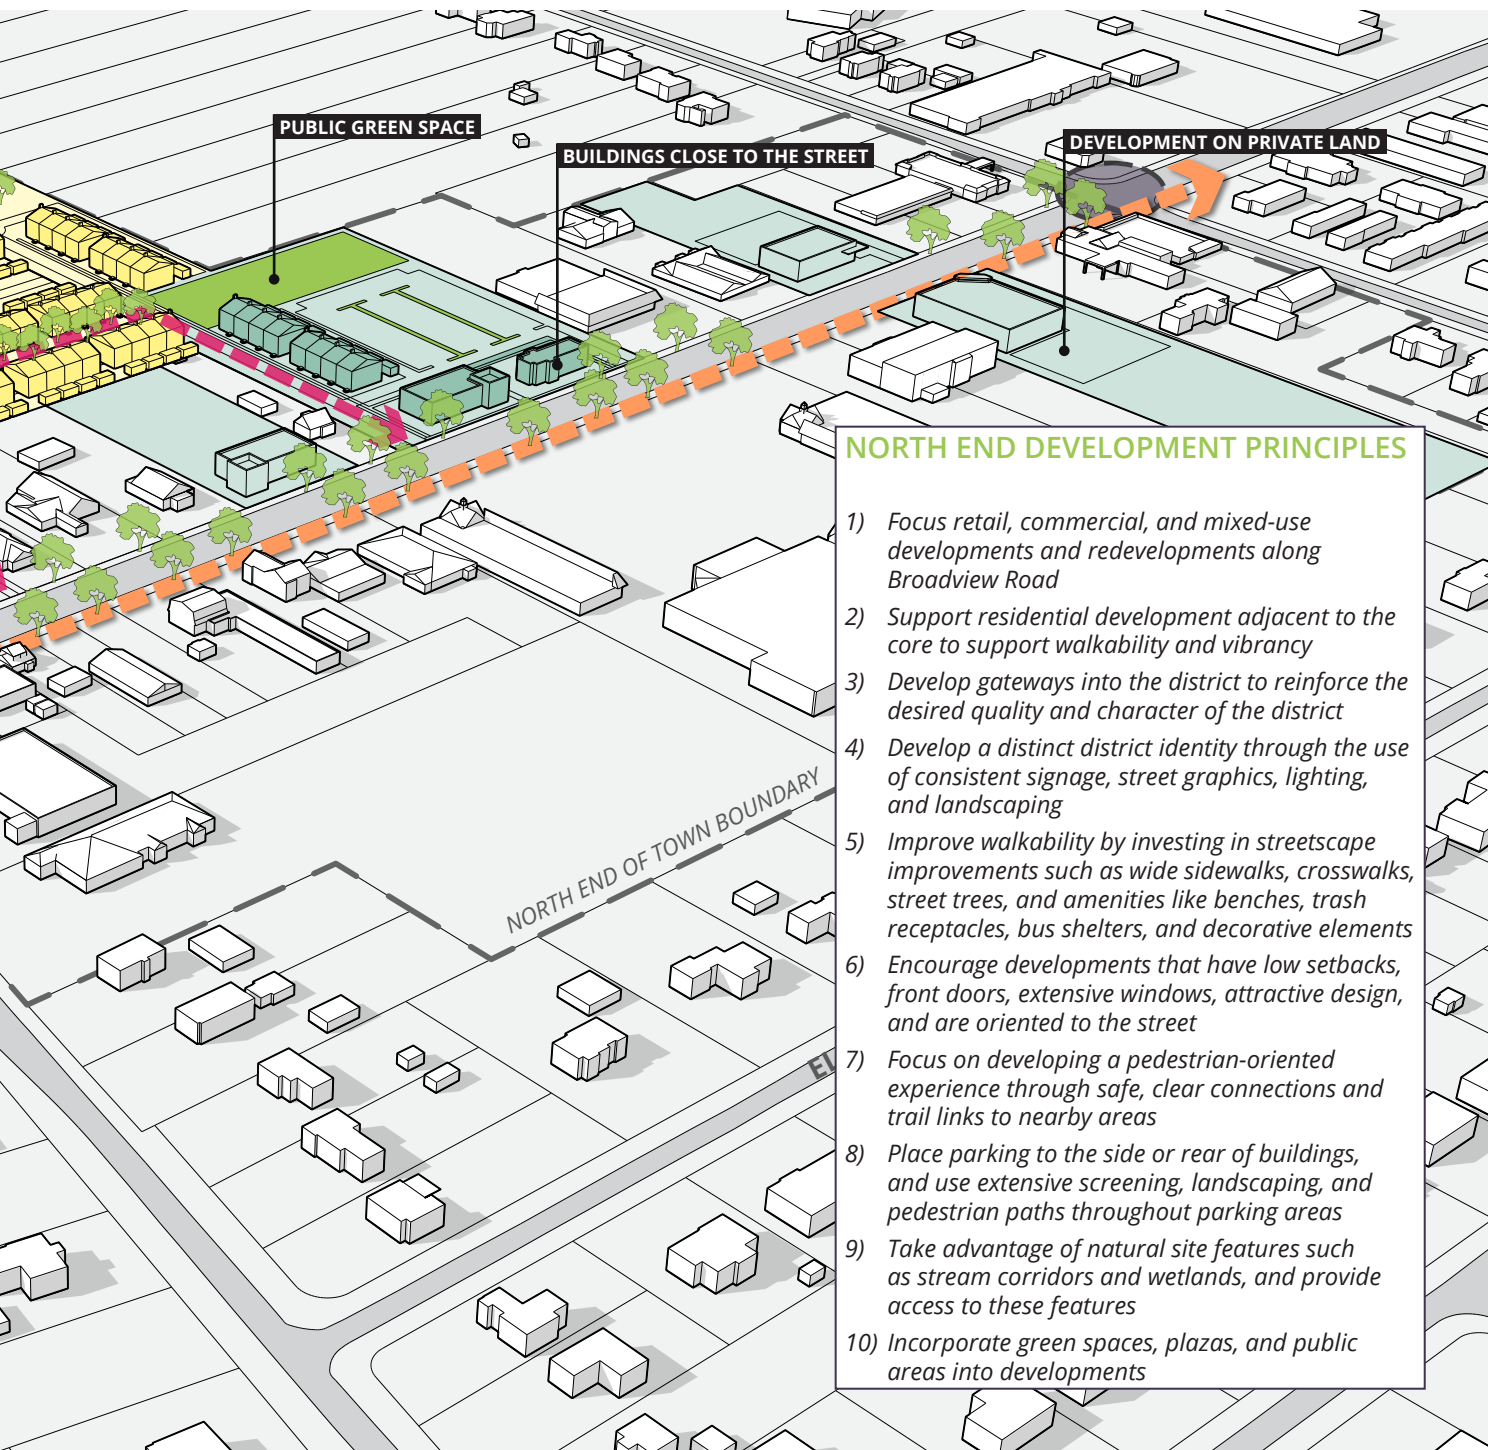 PUBLIC GREEN SPACE
BUILDINGS CLOSE TO THE STREET
DEVELOPMENT ON PRIVATE LAND
NORTH END DEVELOPMENT PRINCIPLES
1) Focus retail, commercial, and mixed-use
developments and redevelopments along
Broadview Road
2) Support residential development adjacent to the
core to support walkability and vibrancy
3) Develop gateways into the district to reinforce the
desired quality and character of the district
4) Develop a distinct district identity through the use
of consistent signage, street graphics, lighting,
and landscaping
5) Improve walkability by investing in streetscape
improvements such as wide sidewalks, crosswalks,
street trees, and amenities like benches, trash
receptacles, bus shelters, and decorative elements
6) Encourage developments that have low setbacks,
front doors, extensive windows, attractive design,
and are oriented to the street
7) Focus on developing a pedestrian-oriented
experience through safe, clear connections and
trail links to nearby areas
8) Place parking to the side or rear of buildings,
and use extensive screening, landscaping, and
pedestrian paths throughout parking areas
9) Take advantage of natural site features such
as stream corridors and wetlands, and provide
access to these features
10) Incorporate green spaces, plazas, and public
areas into developments
NORTH END OF TOWN BOUNDARY